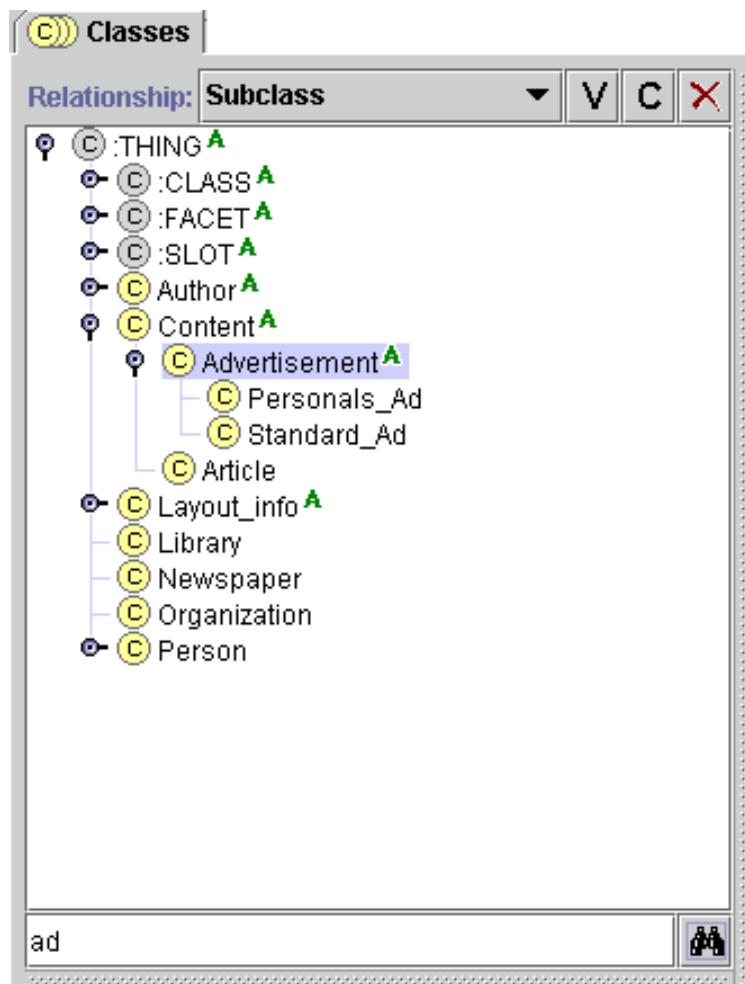 C Classes
Relationship: Subclass V C
C :THING A
C :CLASS A
C :FACET A
C :SLOT A
C Author A
C Content A
C Advertisement A
C Personals_Ad
C Standard_Ad
C Article
C Layout_info A
C Library
C Newspaper
C Organization
C Person
ad